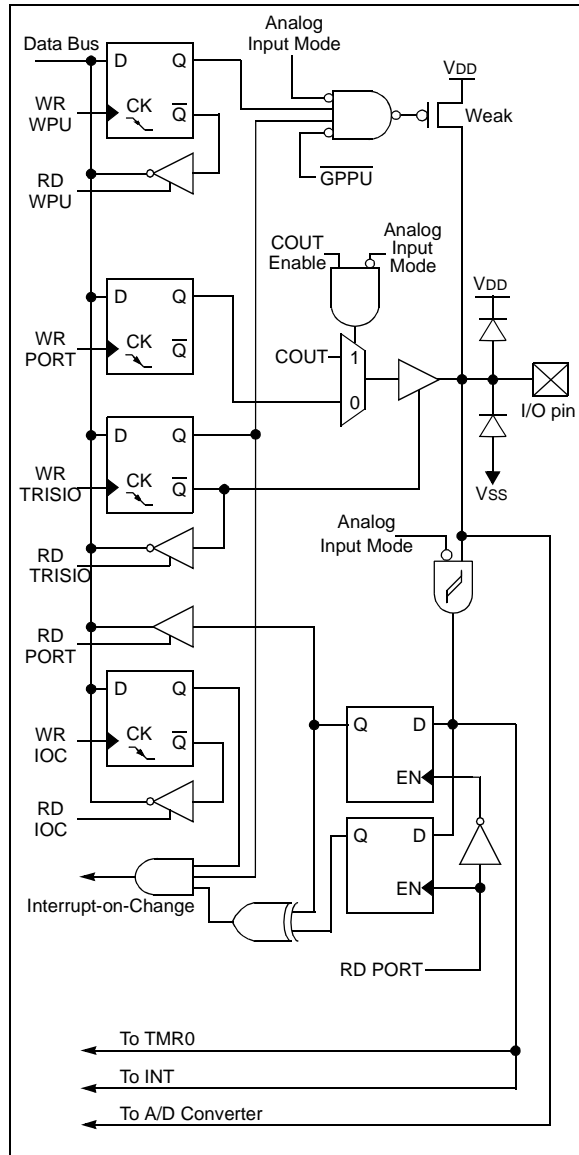 Analog
Input Mode
Data Bus
D Q
VDD
WR
WPU
CK
Q
Weak
RD
WPU
GPPU
COUT
Enable
Analog
Input
Mode
D Q
VDD
WR
PORT
CK
Q
COUT
1
0
I/O pin
D Q
WR
TRISIO
CK
Q
VSS
Analog
Input Mode
RD
TRISIO
RD
PORT
D Q
Q D
WR
IOC
CK
Q
EN
RD
IOC
Q D
EN
Interrupt-on-Change
RD PORT
To TMR0
To INT
To A/D Converter